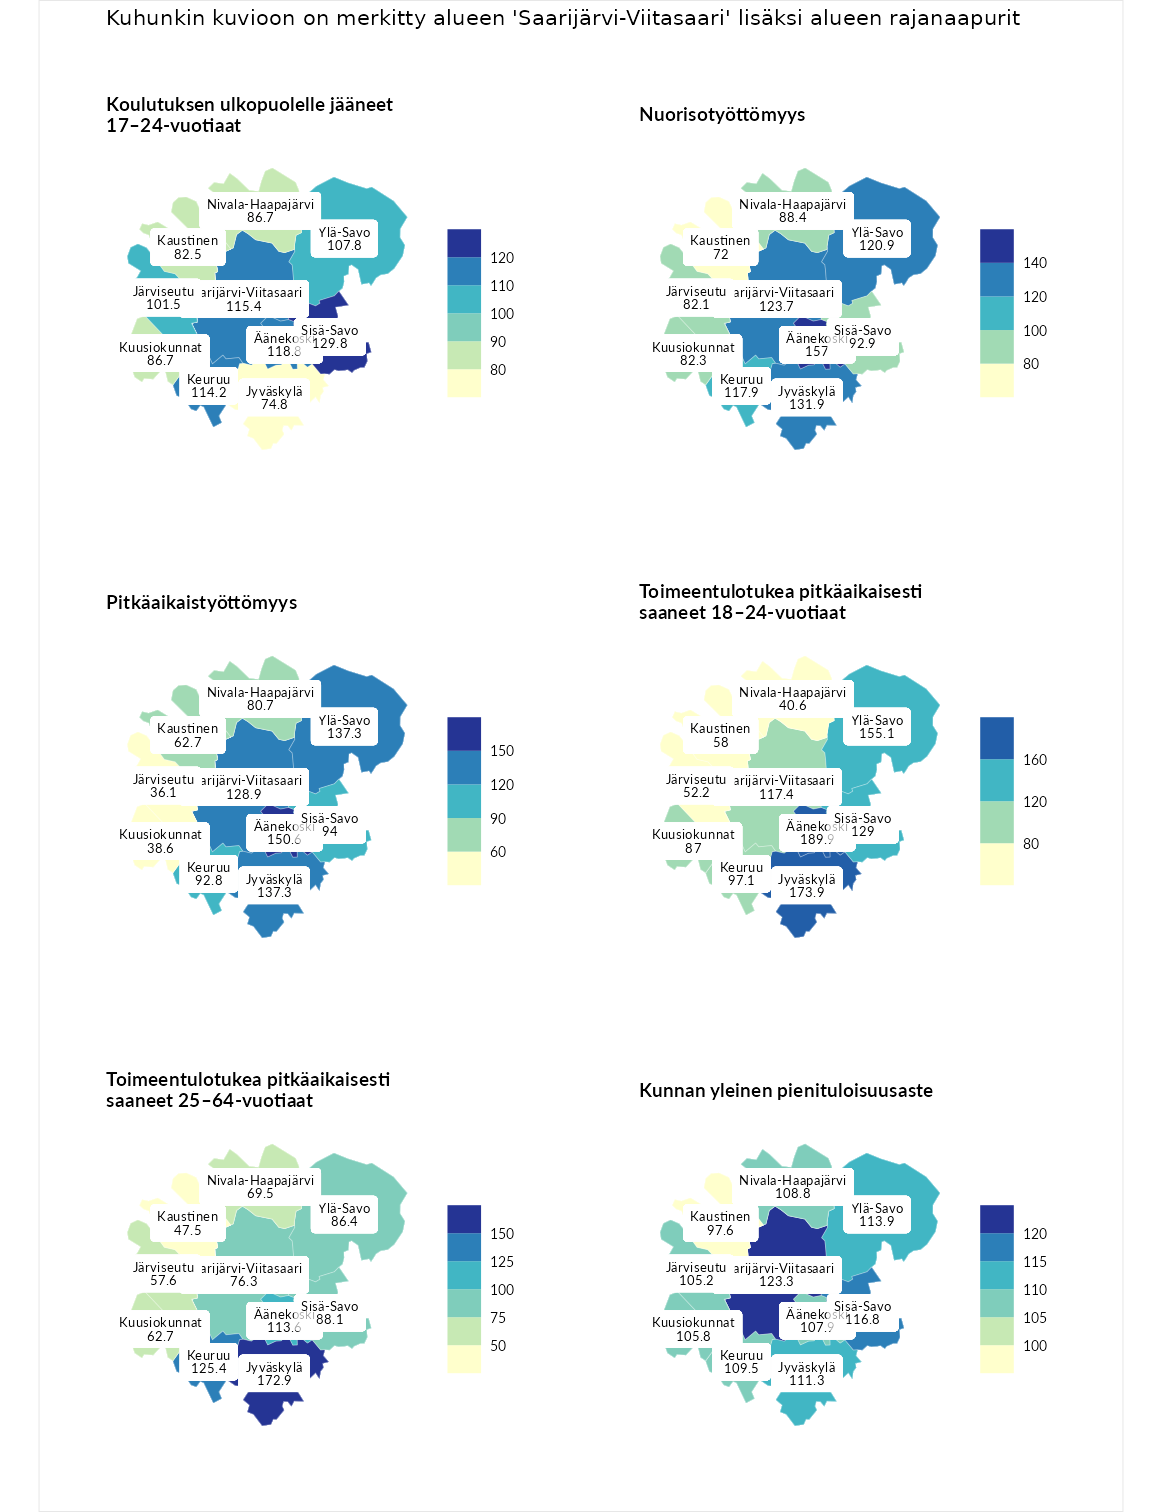 Kuhunkin kuvioon on merkitty alueen 'Saarijärvi-Viitasaari' lisäksi alueen rajanaapurit
Koulutuksen ulkopuolelle jääneet
17–24-vuotiaat
Nivala-Haapajärvi
86.7
Ylä-Savo
107.8
Kaustinen
82.5
Järviseutu
101.5
arijärvi-Viitasaari
115.4
Sisä-Savo
129.8
Äänekoski
118.8
Kuusiokunnat
86.7
Keuruu
114.2
Jyväskylä
74.8
120
110
100
90
80
Nuorisotyöttömyys
Nivala-Haapajärvi
88.4
Ylä-Savo
120.9
Kaustinen
72
Järviseutu
82.1
arijärvi-Viitasaari
123.7
Sisä-Savo
92.9
Äänekoski
157
Kuusiokunnat
82.3
Keuruu
117.9
Jyväskylä
131.9
140
120
100
80
Pitkäaikaistyöttömyys
Nivala-Haapajärvi
80.7
Ylä-Savo
137.3
Kaustinen
62.7
Järviseutu
36.1
arijärvi-Viitasaari
128.9
Sisä-Savo
94
Äänekoski
150.6
Kuusiokunnat
38.6
Keuruu
92.8
Jyväskylä
137.3
150
120
90
60
Toimeentulotukea pitkäaikaisesti
saaneet 18–24-vuotiaat
Nivala-Haapajärvi
40.6
Ylä-Savo
155.1
Kaustinen
58
Järviseutu
52.2
arijärvi-Viitasaari
117.4
Sisä-Savo
129
Äänekoski
189.9
Kuusiokunnat
87
Keuruu
97.1
Jyväskylä
173.9
160
120
80
Toimeentulotukea pitkäaikaisesti
saaneet 25–64-vuotiaat
Nivala-Haapajärvi
69.5
Ylä-Savo
86.4
Kaustinen
47.5
Järviseutu
57.6
arijärvi-Viitasaari
76.3
Sisä-Savo
88.1
Äänekoski
113.6
Kuusiokunnat
62.7
Keuruu
125.4
Jyväskylä
172.9
150
125
100
75
50
Kunnan yleinen pienituloisuusaste
Nivala-Haapajärvi
108.8
Ylä-Savo
113.9
Kaustinen
97.6
Järviseutu
105.2
arijärvi-Viitasaari
123.3
Sisä-Savo
116.8
Äänekoski
107.9
Kuusiokunnat
105.8
Keuruu
109.5
Jyväskylä
111.3
120
115
110
105
100